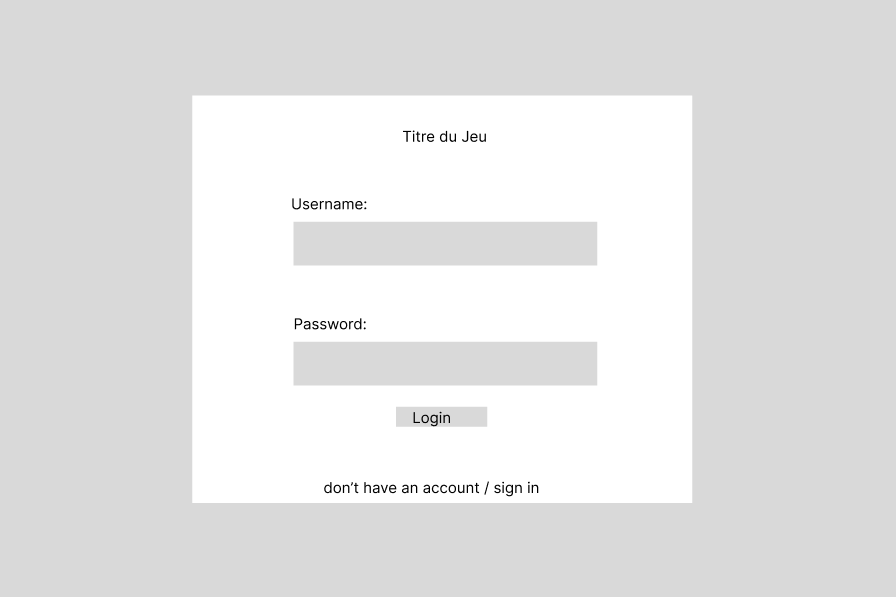 Titre du Jeu
Username:
Password:
Login
don’t have an account / sign in